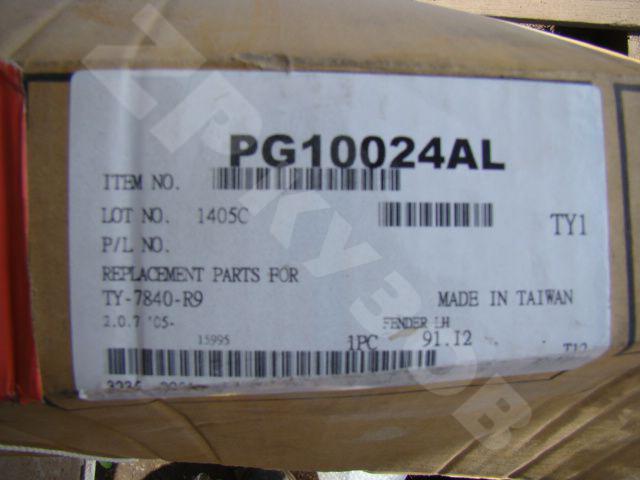 PG10024AL
ITEM NO.
LOT NO. 1405C
TY1
P/L NO.
REPLACEMENT PARTS FOR
TY-7840-R9 MADE IN TAIWAN
2.0.7 '05- FENDER LH
15995 1PC 91.I2